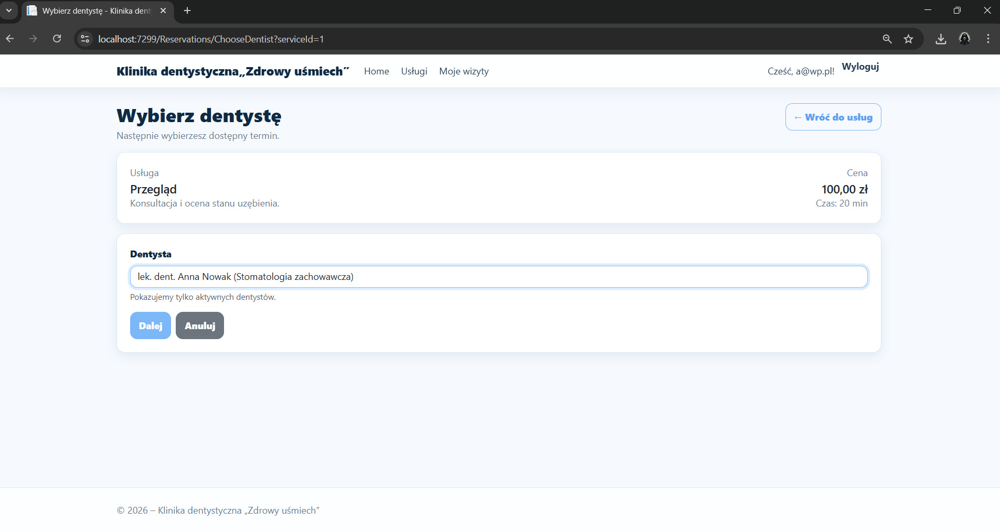 Wybierz dentystę - Klinika dent
localhost:7299/Reservations/ChooseDentist?serviceId=1
Klinika dentystyczna„Zdrowy uśmiech” Home Usługi Moje wizyty Cześć, a@wp.pl! Wyloguj
Wybierz dentystę
← Wróć do usług
Następnie wybierzesz dostępny termin.
Usługa Cena
Przegląd 100,00 zł
Konsultacja i ocena stanu uzębienia. Czas: 20 min
Dentysta
lek. dent. Anna Nowak (Stomatologia zachowawcza)
Pokazujemy tylko aktywnych dentystów.
Dalej Anuluj
© 2026 – Klinika dentystyczna „Zdrowy uśmiech”